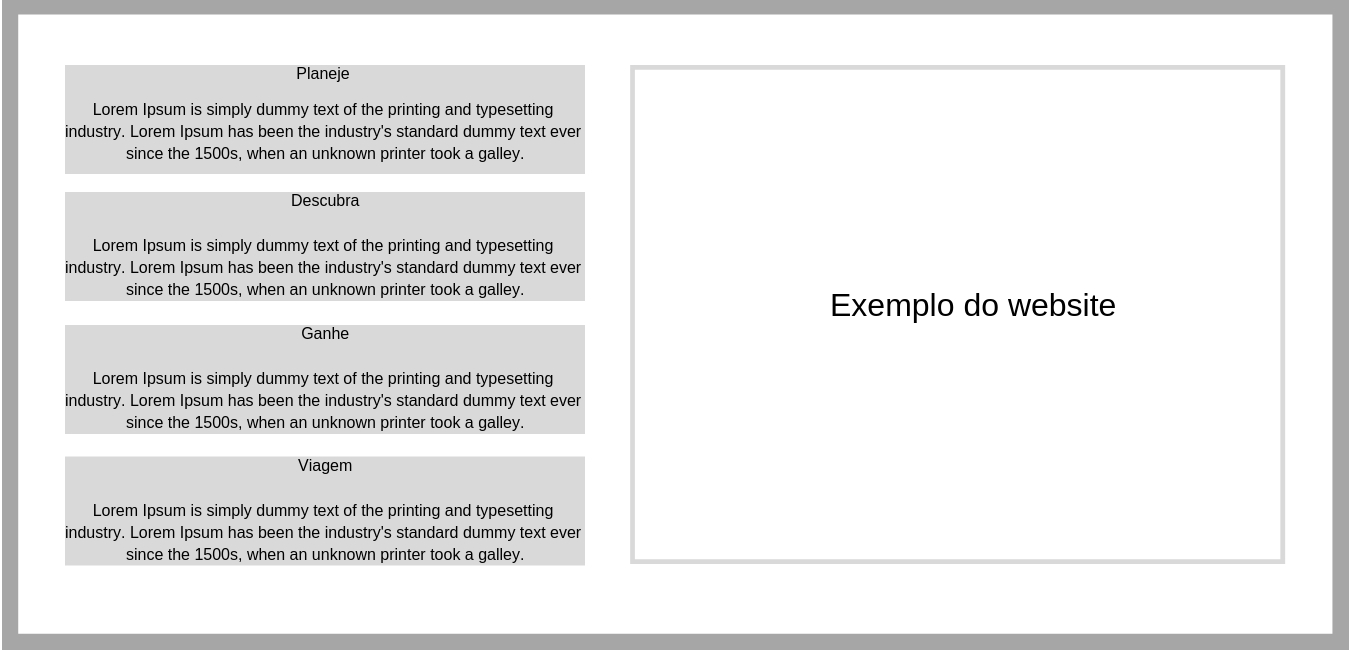 Planeje
Lorem Ipsum is simply dummy text of the printing and typesetting
industry. Lorem Ipsum has been the industry's standard dummy text ever
since the 1500s, when an unknown printer took a galley.
Descubra
Lorem Ipsum is simply dummy text of the printing and typesetting
industry. Lorem Ipsum has been the industry's standard dummy text ever
since the 1500s, when an unknown printer took a galley.
Ganhe
Lorem Ipsum is simply dummy text of the printing and typesetting
industry. Lorem Ipsum has been the industry's standard dummy text ever
since the 1500s, when an unknown printer took a galley.
Viagem
Lorem Ipsum is simply dummy text of the printing and typesetting
industry. Lorem Ipsum has been the industry's standard dummy text ever
since the 1500s, when an unknown printer took a galley.
Exemplo do website